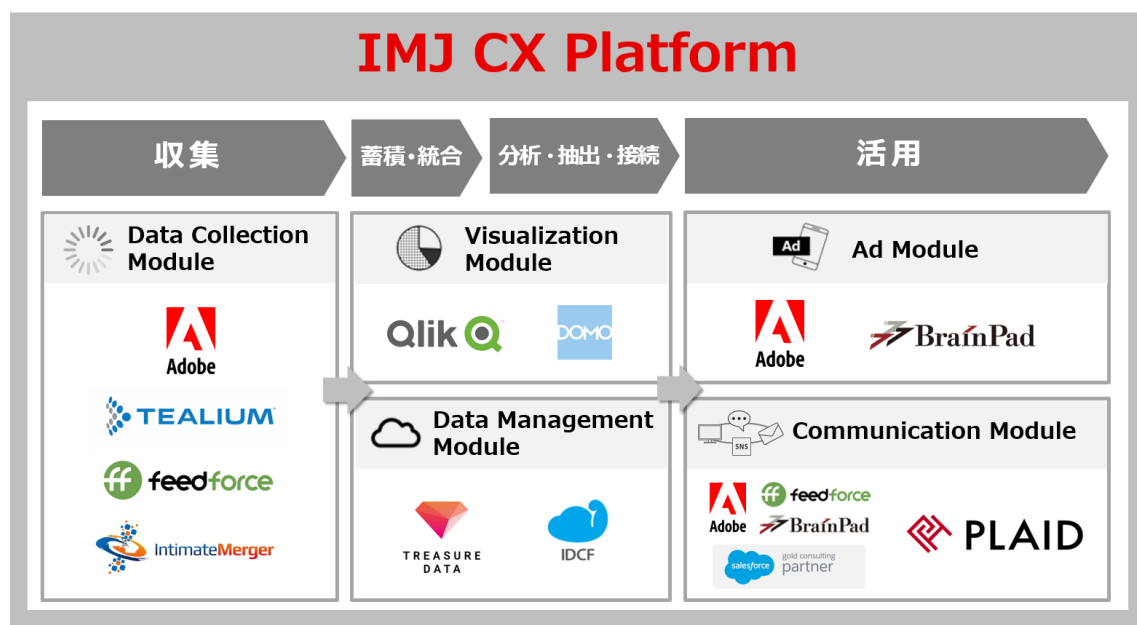 IMJ CX Platform
収集
蓄積・統合
分析・抽出・接続
活用
Data Collection
Module
Adobe
TEALIUM
ff feedforce
IntimateMerger
Visualization
Module
Qlik
DOMO
Data Management
Module
TREASURE
DATA
IDCF
Ad
Ad Module
Adobe
BrainPad
SNS
Communication Module
Adobe
ff feedforce
BrainPad
salesforce
gold consulting
partner
PLAID